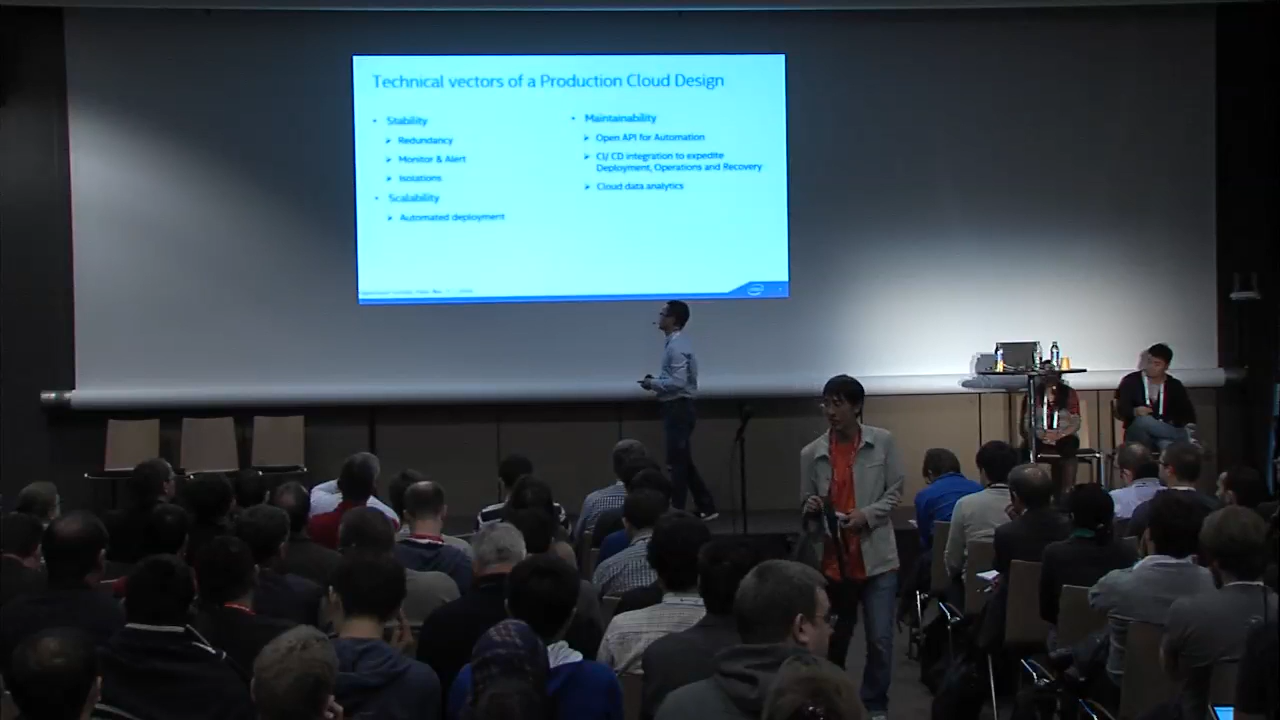 Technical vectors of a Production Cloud Design
• Stability
➢ Redundancy
➢ Monitor & Alert
➢ Isolations
• Scalability
➢ Automated deployment
• Maintainability
➢ Open API for Automation
➢ CI/ CD integration to expedite
Deployment, Operations and Recovery
➢ Cloud data analytics